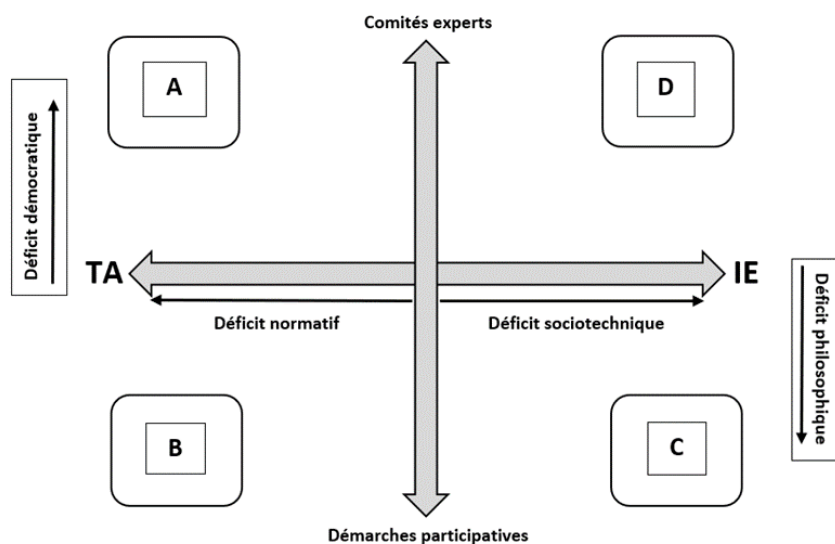 Comités experts
A
D
Déficit démocratique
TA
IE
Déficit normatif
Déficit sociotechnique
Déficit philosophique
B
C
Démarches participatives